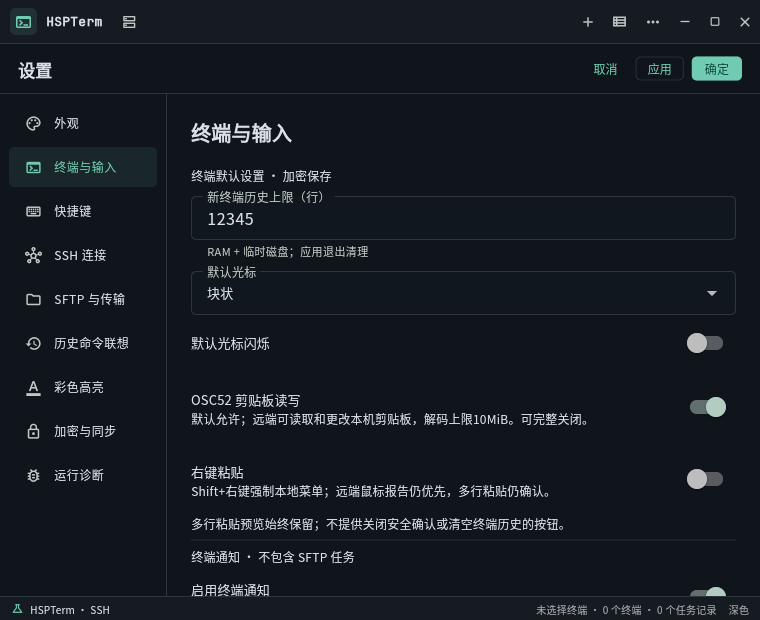 HSPTerm
设置
取消
应用
确定
外观
终端与输入
快捷键
SSH 连接
SFTP 与传输
历史命令联想
彩色高亮
加密与同步
运行诊断
终端与输入
终端默认设置 · 加密保存
新终端历史上限（行）
12345
RAM + 临时磁盘；应用退出清理
默认光标
块状
默认光标闪烁
OSC52 剪贴板读写
默认允许；远端可读取和更改本机剪贴板，解码上限10MiB。可完整关闭。
右键粘贴
Shift+右键强制本地菜单；远端鼠标报告仍优先，多行粘贴仍确认。
多行粘贴预览始终保留；不提供关闭安全确认或清空终端历史的按钮。
终端通知 · 不包含 SFTP 任务
启用终端通知
HSPTerm · SSH
未选择终端 · 0 个终端 · 0 个任务记录
深色